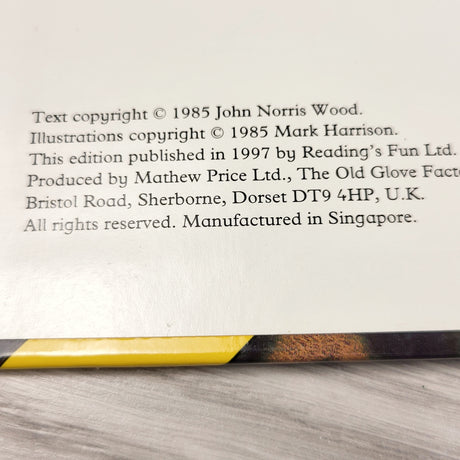 Text copyright © 1985 John Norris Wood.
Illustrations copyright © 1985 Mark Harrison.
This edition published in 1997 by Reading's Fun Ltd.
Produced by Mathew Price Ltd., The Old Glove
Bristol Road, Sherborne, Dorset DT9 4HP, U.K.
All rights reserved. Manufactured in Singapore.